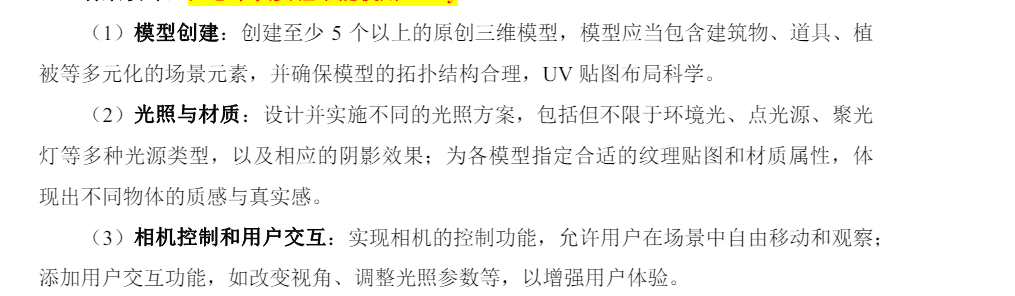 （1）模型创建：创建至少 5 个以上的原创三维模型，模型应当包含建筑物、道具、植
被等多元化的场景元素，并确保模型的拓扑结构合理，UV 贴图布局科学。
（2）光照与材质：设计并实施不同的光照方案，包括但不限于环境光、点光源、聚光
灯等多种光源类型，以及相应的阴影效果；为各模型指定合适的纹理贴图和材质属性，体
现出不同物体的质感与真实感。
（3）相机控制和用户交互：实现相机的控制功能，允许用户在场景中自由移动和观察；
添加用户交互功能，如改变视角、调整光照参数等，以增强用户体验。